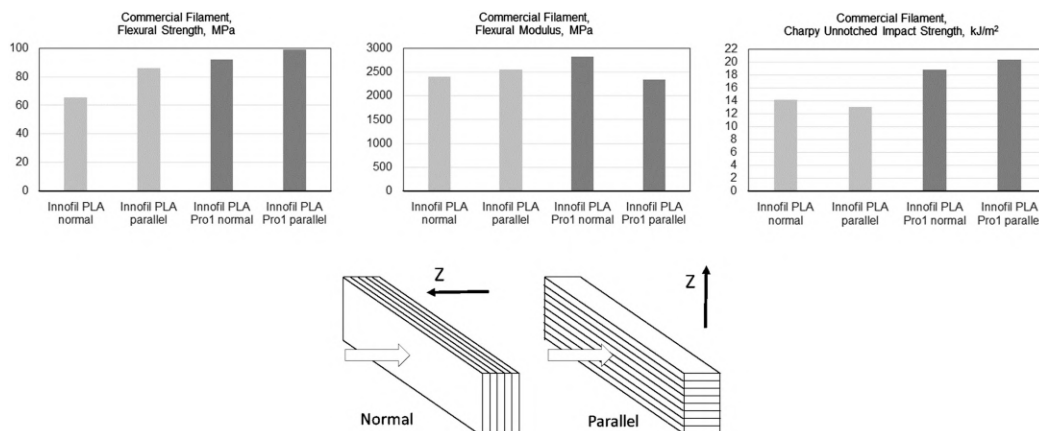 Commercial Filament,
Flexural Strength, MPa
100
80
60
40
20
0
Innofil PLA normal
Innofil PLA parallel
Innofil PLA Pro1 normal
Innofil PLA Pro1 parallel
Commercial Filament,
Flexural Modulus, MPa
3000
2500
2000
1500
1000
500
0
Innofil PLA normal
Innofil PLA parallel
Innofil PLA Pro1 normal
Innofil PLA Pro1 parallel
Commercial Filament,
Charpy Unnotched Impact Strength, kJ/m²
22
20
18
16
14
12
10
8
6
4
2
0
Innofil PLA normal
Innofil PLA parallel
Innofil PLA Pro1 normal
Innofil PLA Pro1 parallel
Z
Normal
Z
Parallel